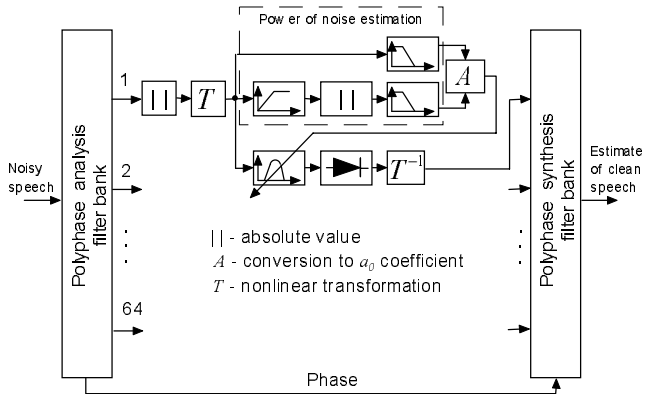 Power of noise estimation
1
| |
T
| |
A
T⁻¹
Noisy
speech
Polyphase analysis
filter bank
2
64
| | - absolute value
A - conversion to a₀ coefficient
T - nonlinear transformation
Polyphase synthesis
filter bank
Estimate
of clean
speech
Phase